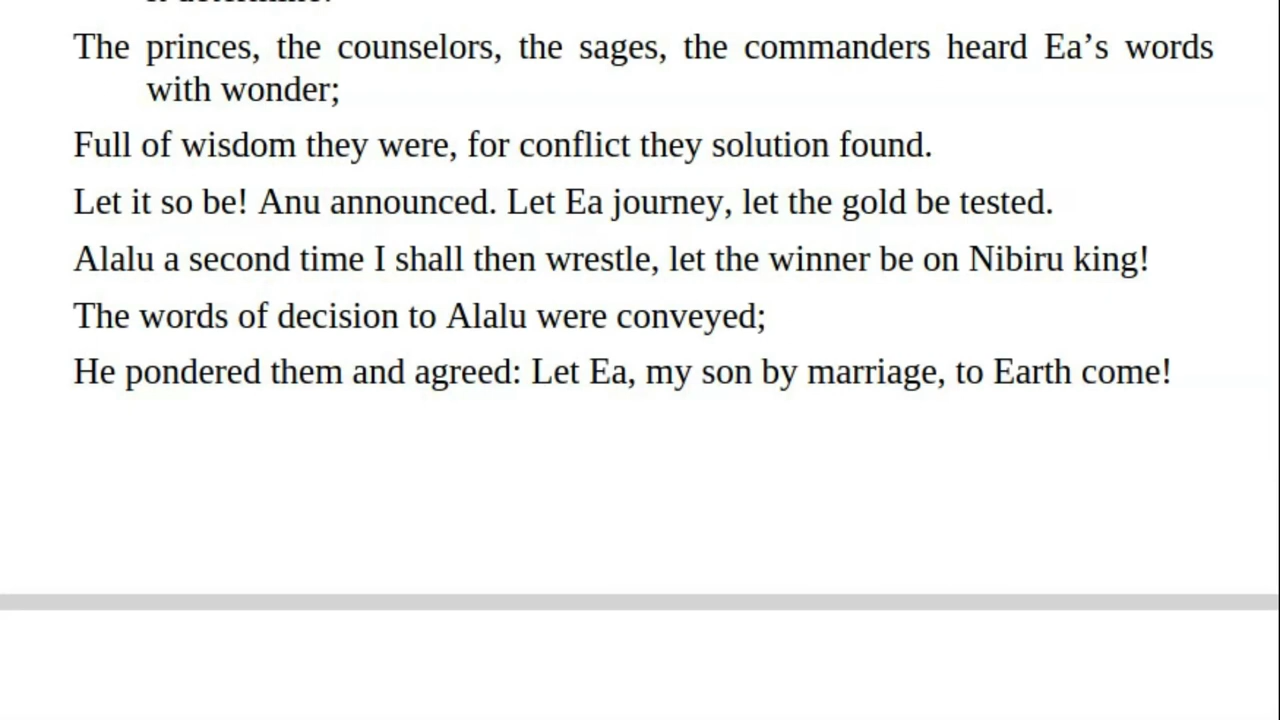 The princes, the counselors, the sages, the commanders heard Ea’s words
with wonder;
Full of wisdom they were, for conflict they solution found.
Let it so be! Anu announced. Let Ea journey, let the gold be tested.
Alalu a second time I shall then wrestle, let the winner be on Nibiru king!
The words of decision to Alalu were conveyed;
He pondered them and agreed: Let Ea, my son by marriage, to Earth come!